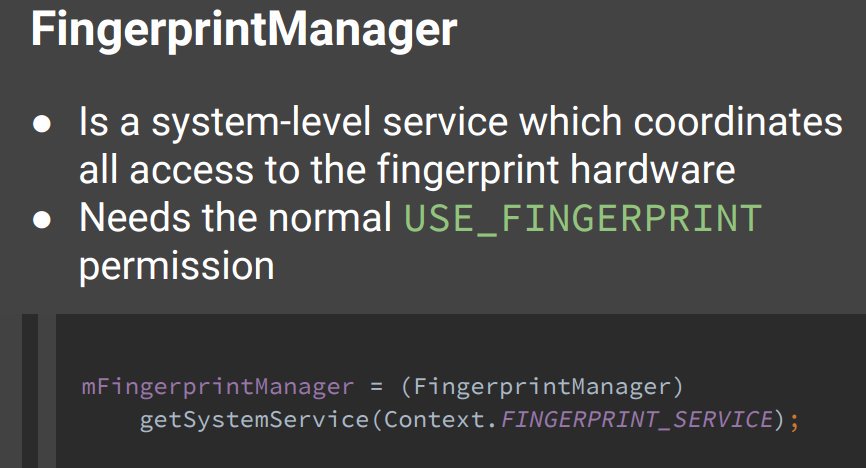 FingerprintManager
● Is a system-level service which coordinates
all access to the fingerprint hardware
● Needs the normal USE_FINGERPRINT
permission
mFingerprintManager = (FingerprintManager)
getSystemService(Context.FINGERPRINT_SERVICE);